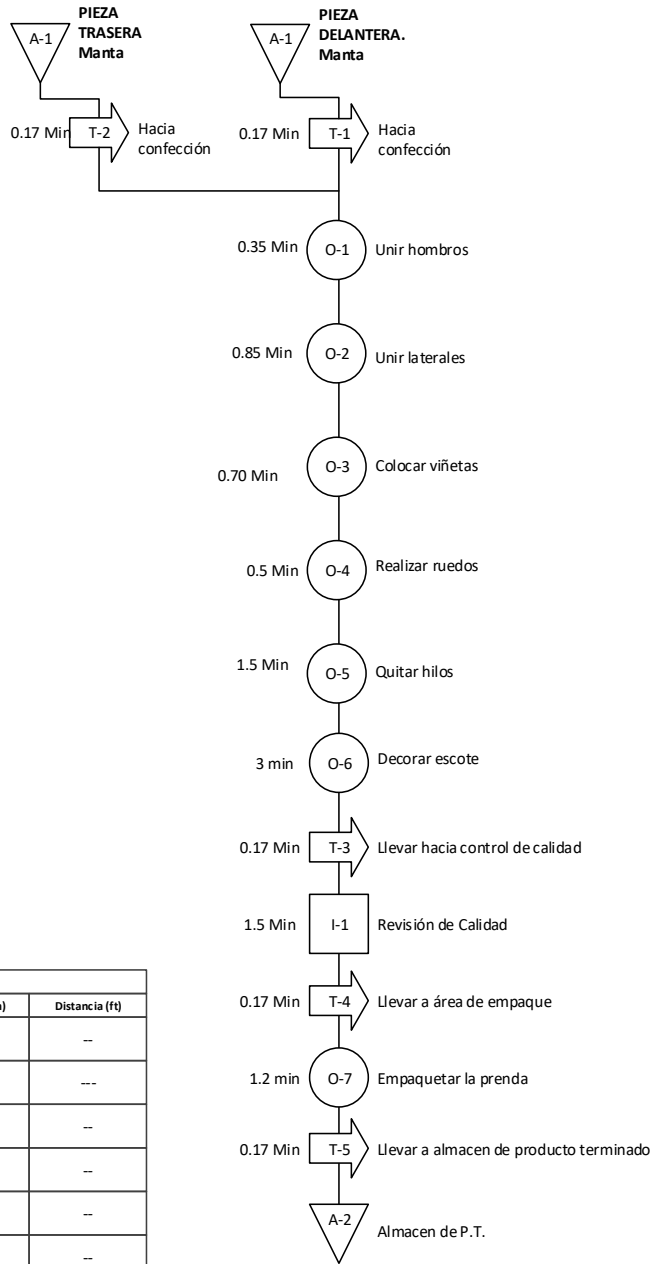 PIEZA
TRASERA
Manta
A-1
PIEZA
DELANTERA.
Manta
A-1
0.17 Min
T-2
Hacia
confección
0.17 Min
T-1
Hacia
confección
0.35 Min
O-1
Unir hombros
0.85 Min
O-2
Unir laterales
0.70 Min
O-3
Colocar viñetas
0.5 Min
O-4
Realizar ruedos
1.5 Min
O-5
Quitar hilos
3 min
O-6
Decorar escote
0.17 Min
T-3
Llevar hacia control de calidad
1.5 Min
I-1
Revisión de Calidad
0.17 Min
T-4
Llevar a área de empaque
1.2 min
O-7
Empaquetar la prenda
0.17 Min
T-5
Llevar a almacen de producto terminado
A-2
Almacen de P.T.
Distancia (ft)
--
---
--
--
--
--